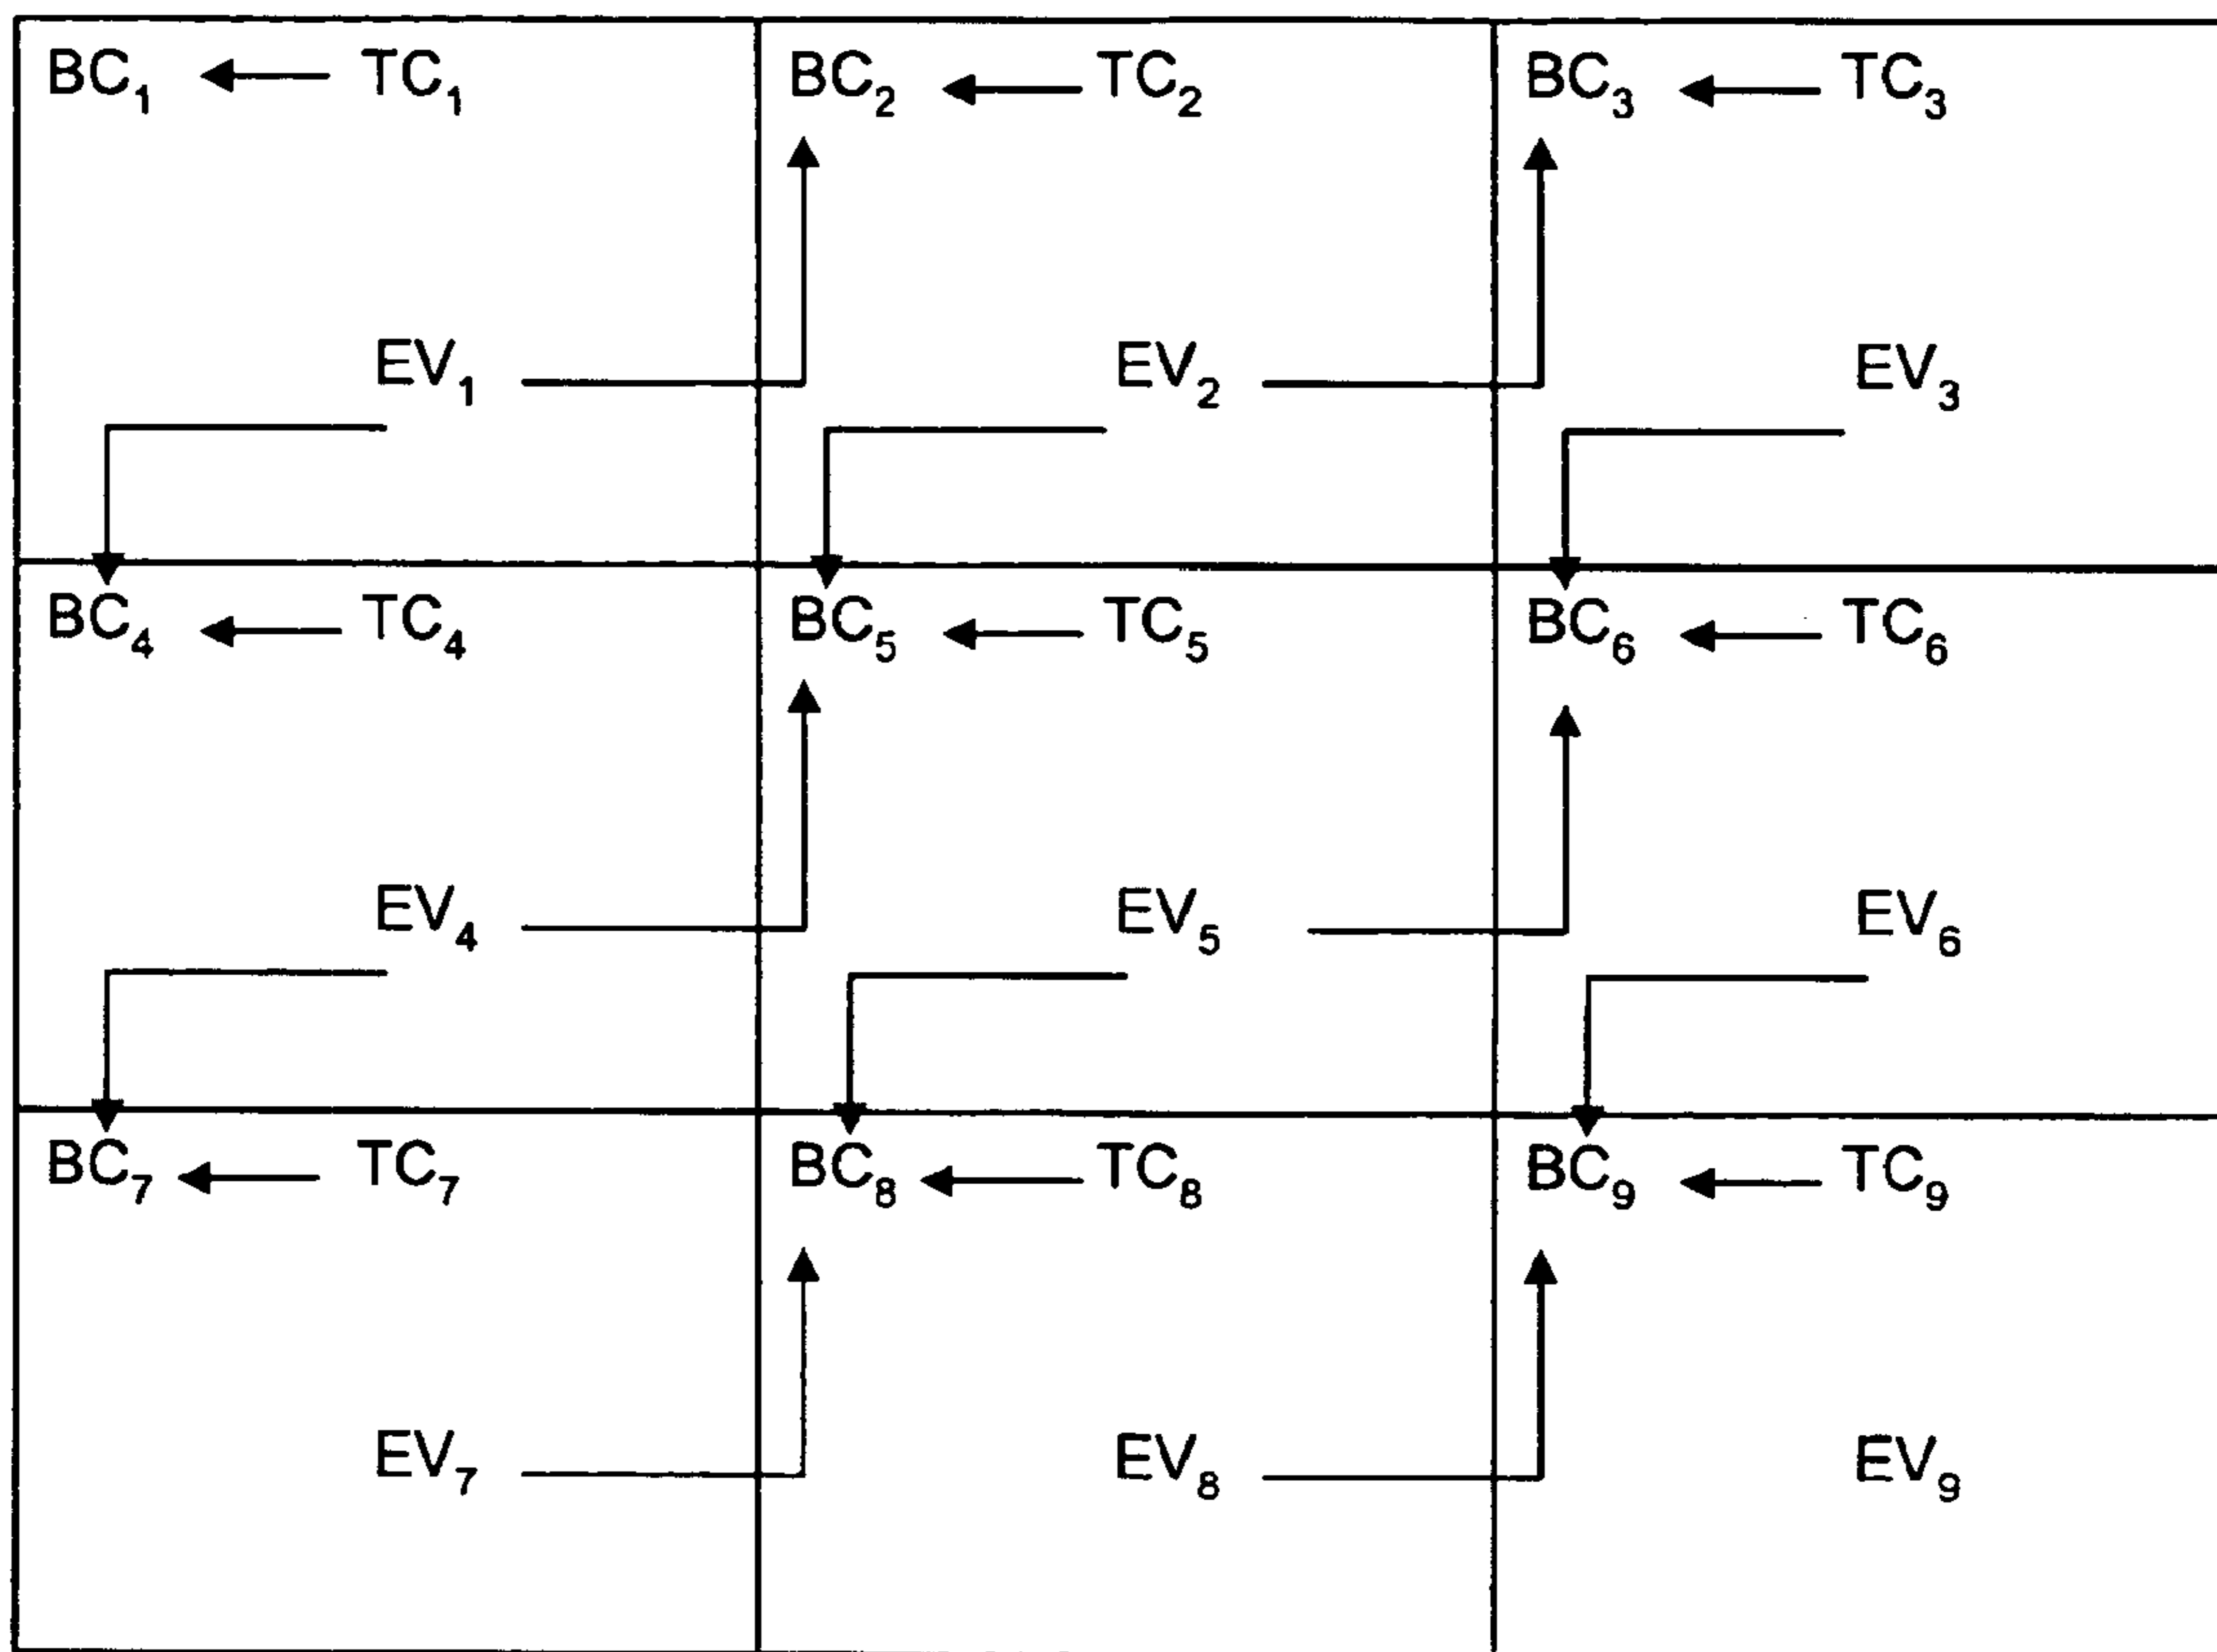 BC₁ TC₁ BC₂ TC₂ BC₃ TC₃
EV₁ EV₂ EV₃
BC₄ TC₄ BC₅ TC₅ BC₆ TC₆
EV₄ EV₅ EV₆
BC₇ TC₇ BC₈ TC₈ BC₉ TC₉
EV₇ EV₈ EV₉